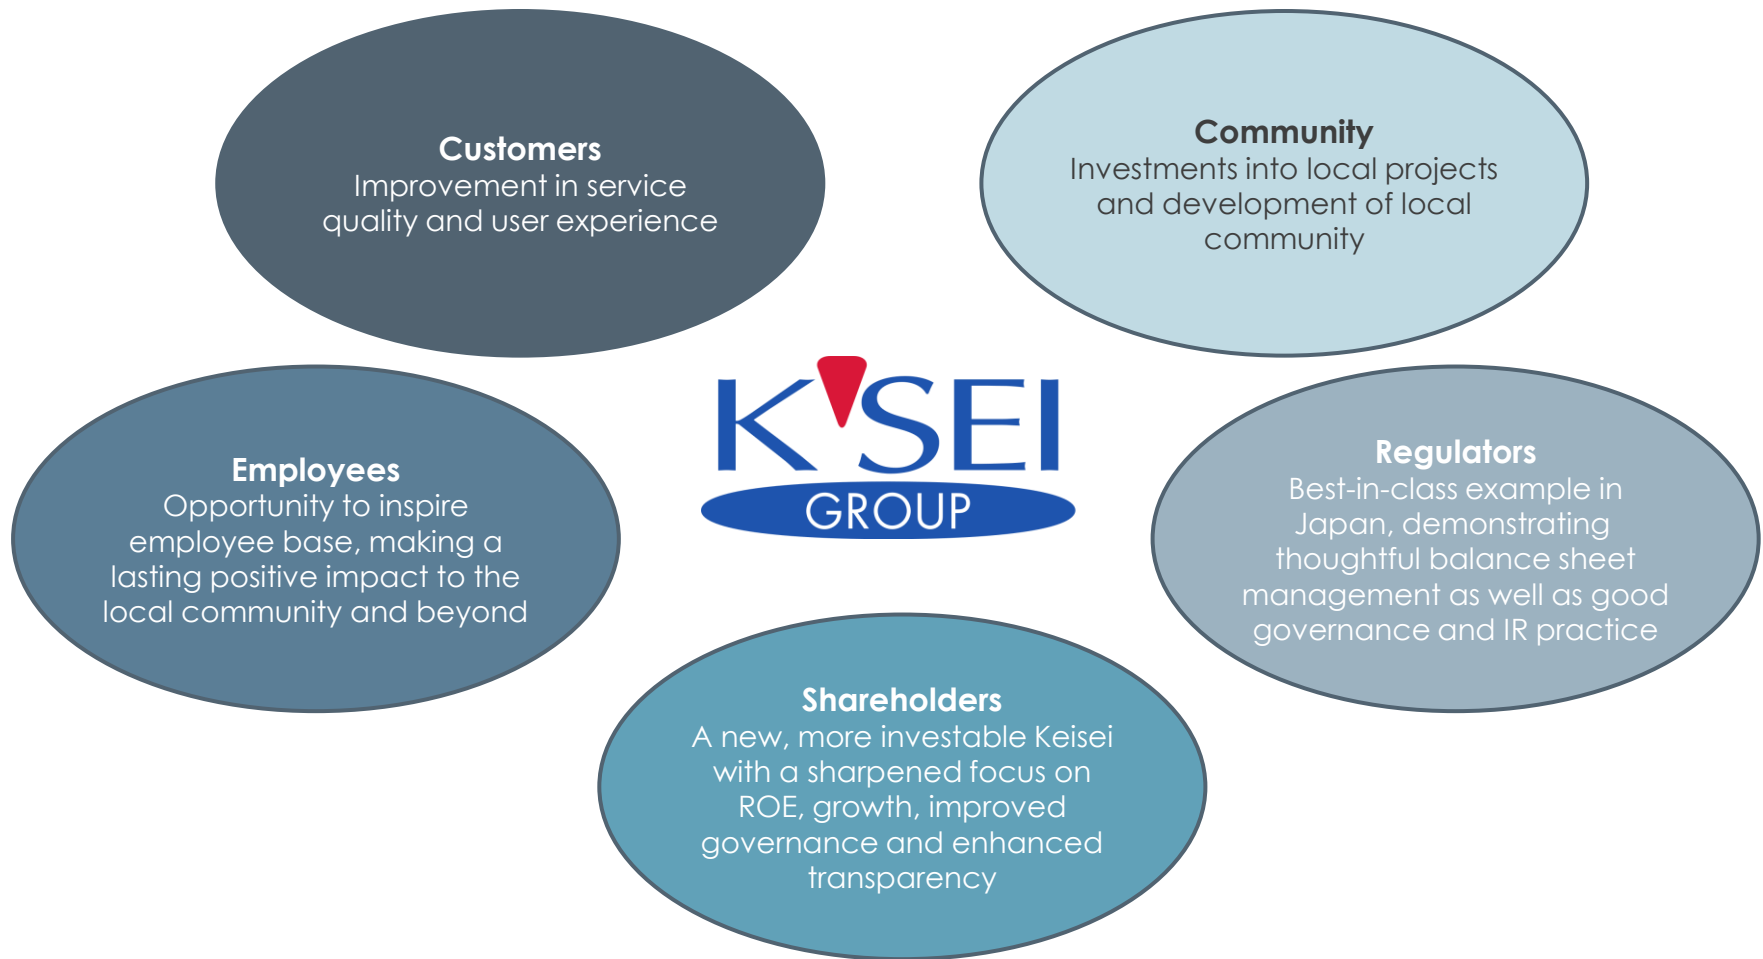 Customers
Improvement in service
quality and user experience
Community
Investments into local projects
and development of local
community
K'SEI
GROUP
Employees
Opportunity to inspire
employee base, making a
lasting positive impact to the
local community and beyond
Regulators
Best-in-class example in
Japan, demonstrating
thoughtful balance sheet
management as well as good
governance and IR practice
Shareholders
A new, more investable Keisei
with a sharpened focus on
ROE, growth, improved
governance and enhanced
transparency